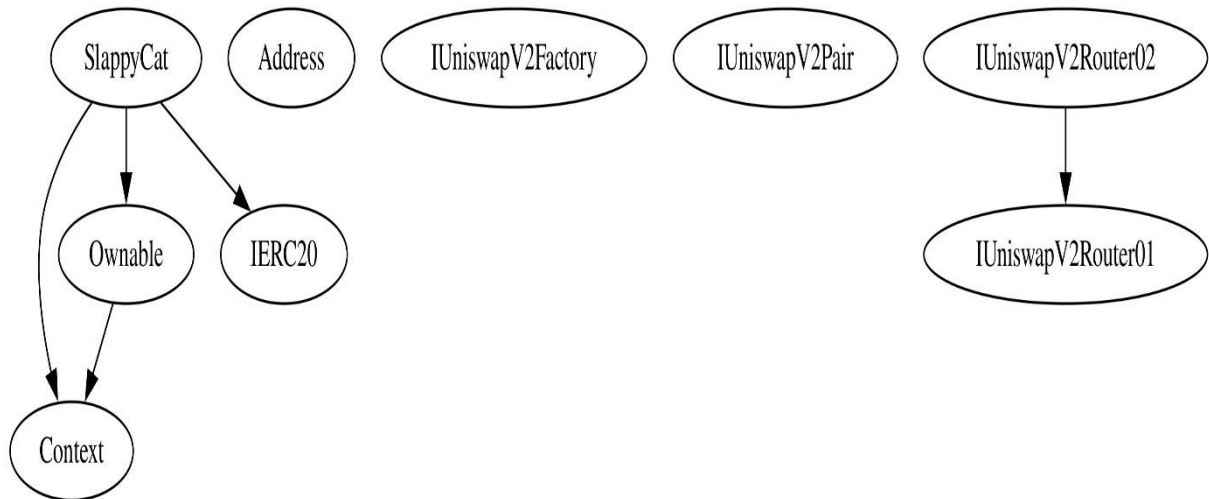 SlappyCat
Address
IUniswapV2Factory
IUniswapV2Pair
IUniswapV2Router02
Ownable
IERC20
IUniswapV2Router01
Context